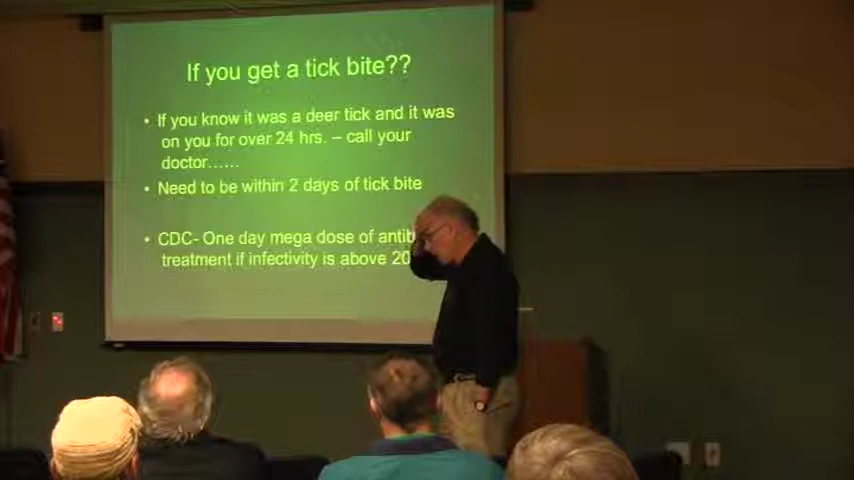 If you get a tick bite??
• If you know it was a deer tick and it was
on you for over 24 hrs. – call your
doctor......
• Need to be within 2 days of tick bite
• CDC- One day mega dose of antib
treatment if infectivity is above 20